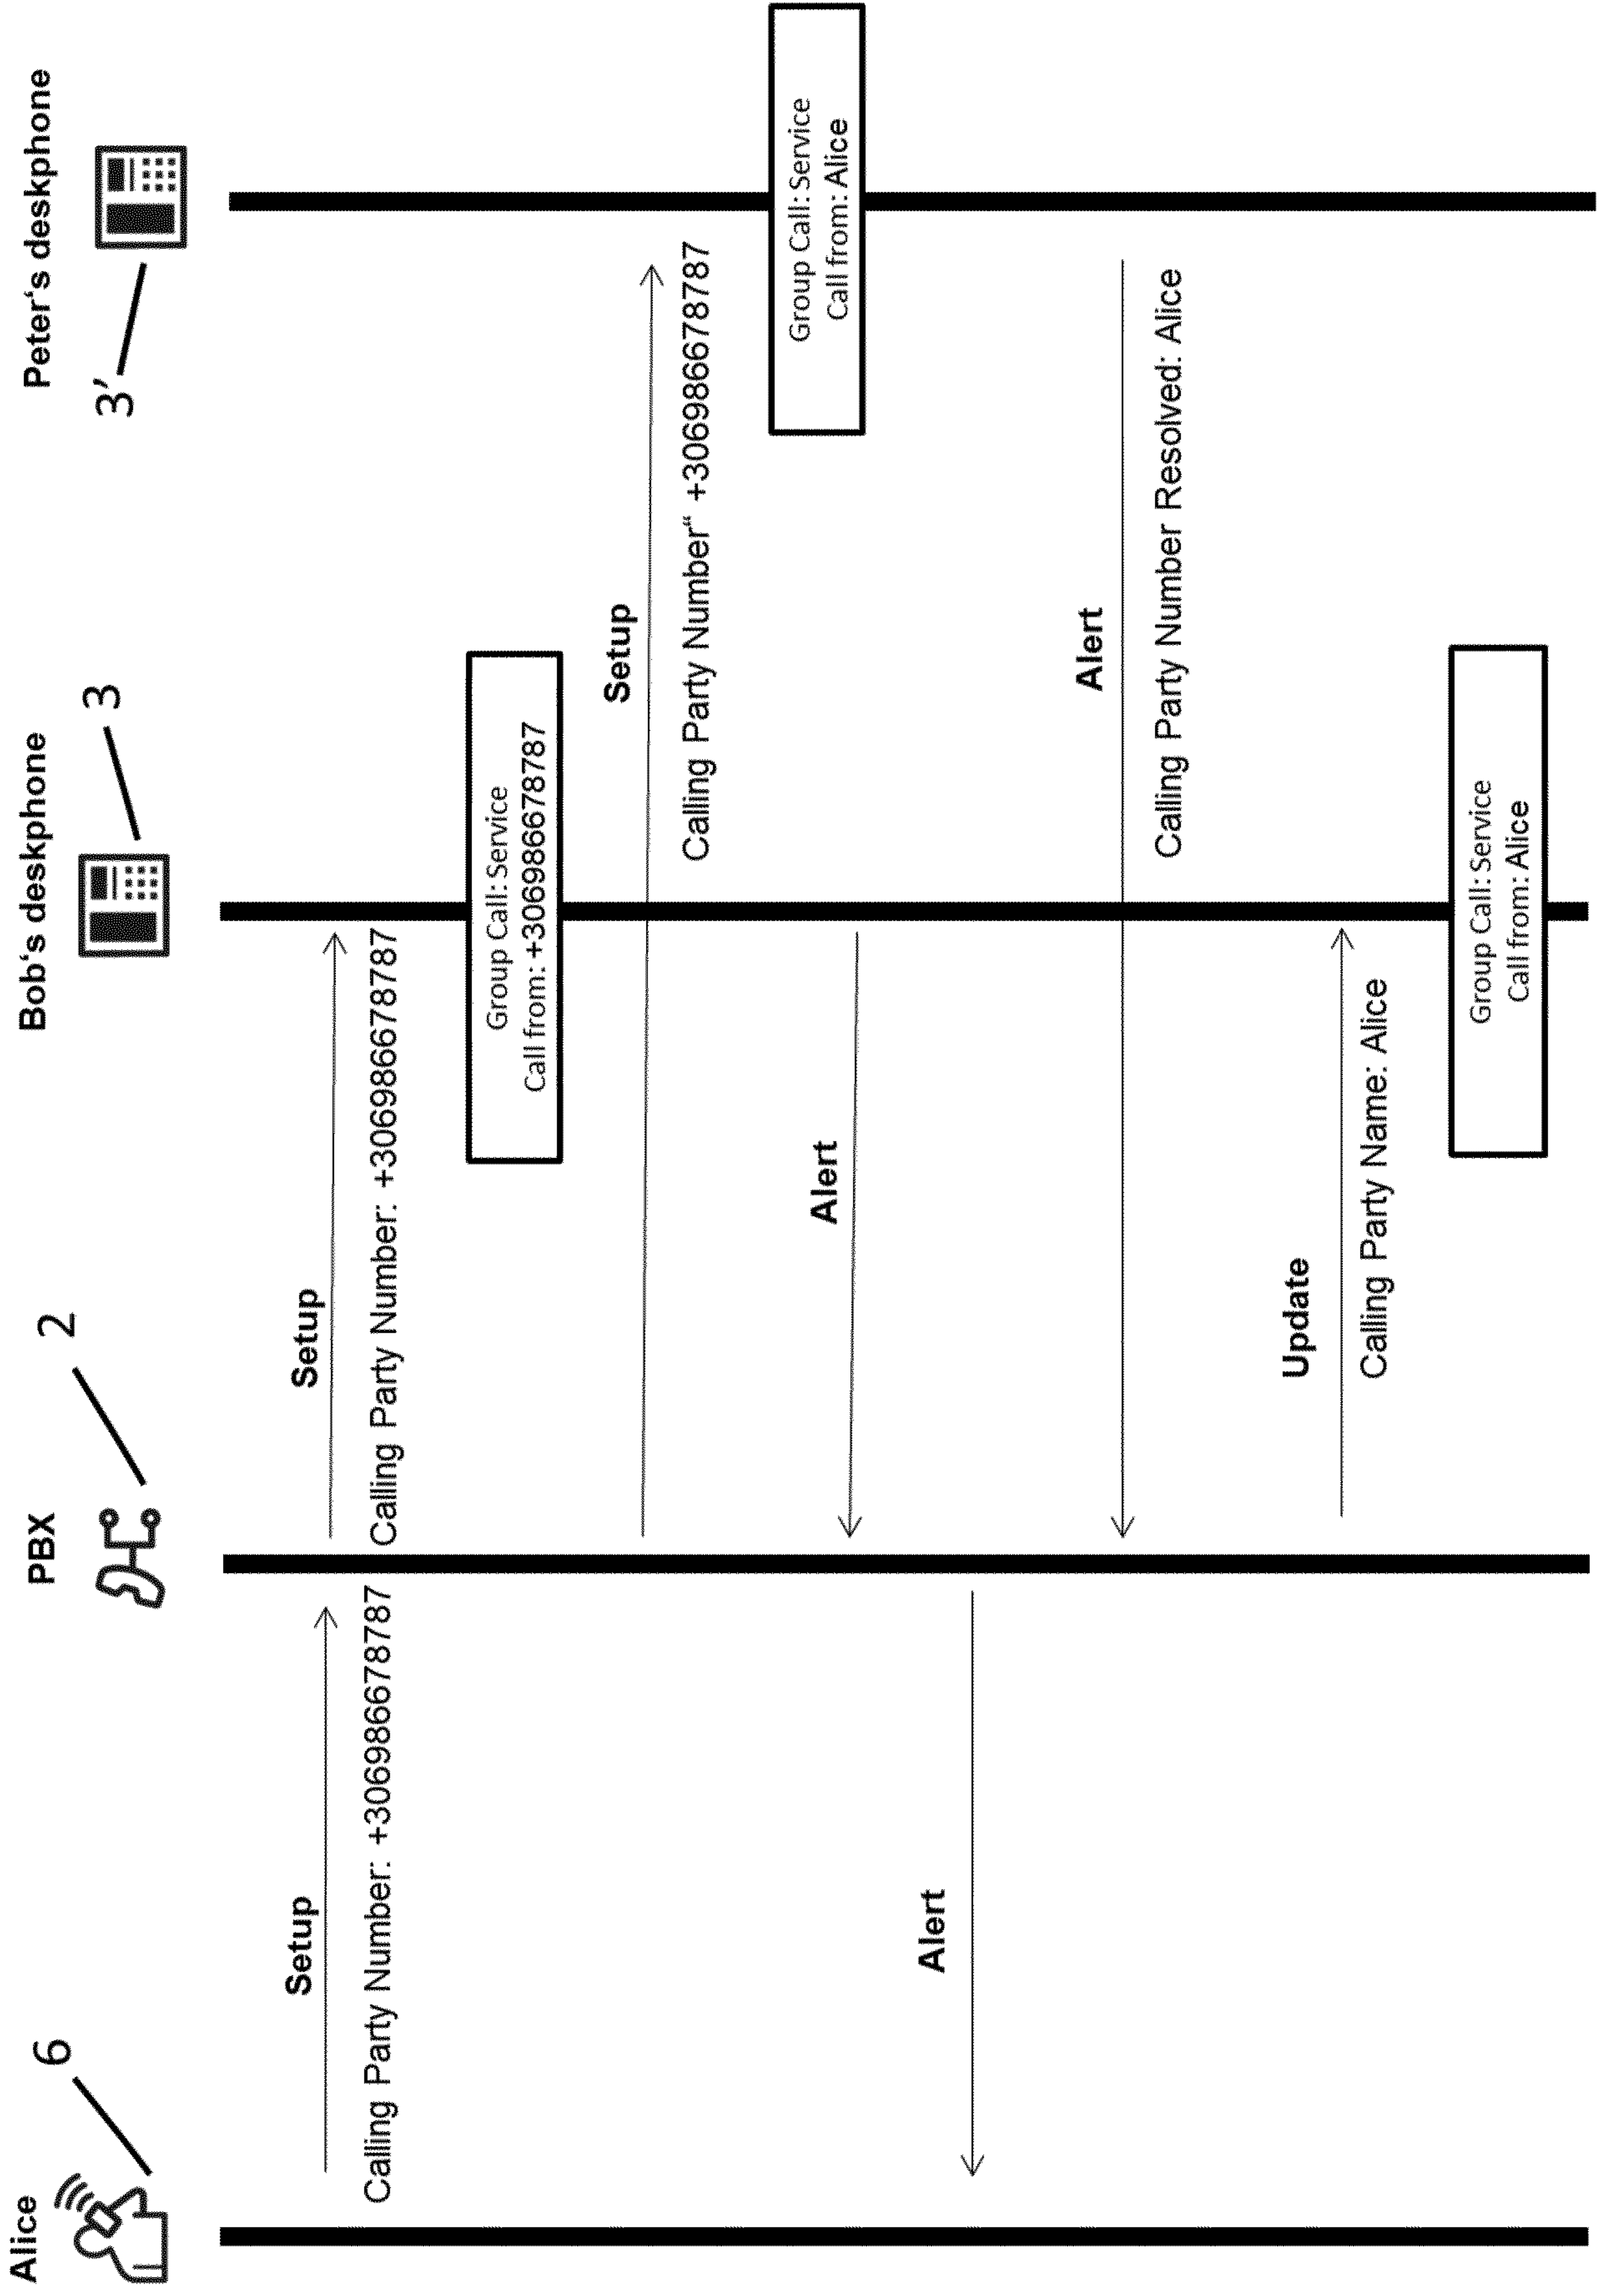 Alice
6
PBX
2
Bob‘s deskphone
3
Peter‘s deskphone
3’
Setup
Calling Party Number: +306986678787
Setup
Calling Party Number: +306986678787
Group Call: Service
Call from: +306986678787
Setup
Calling Party Number“ +306986678787
Group Call: Service
Call from: Alice
Alert
Alert
Alert
Calling Party Number Resolved: Alice
Update
Calling Party Name: Alice
Group Call: Service
Call from: Alice